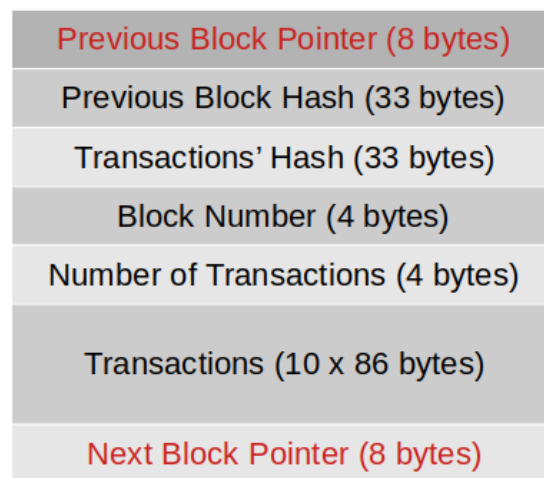 Previous Block Pointer (8 bytes)
Previous Block Hash (33 bytes)
Transactions’ Hash (33 bytes)
Block Number (4 bytes)
Number of Transactions (4 bytes)
Transactions (10 x 86 bytes)
Next Block Pointer (8 bytes)